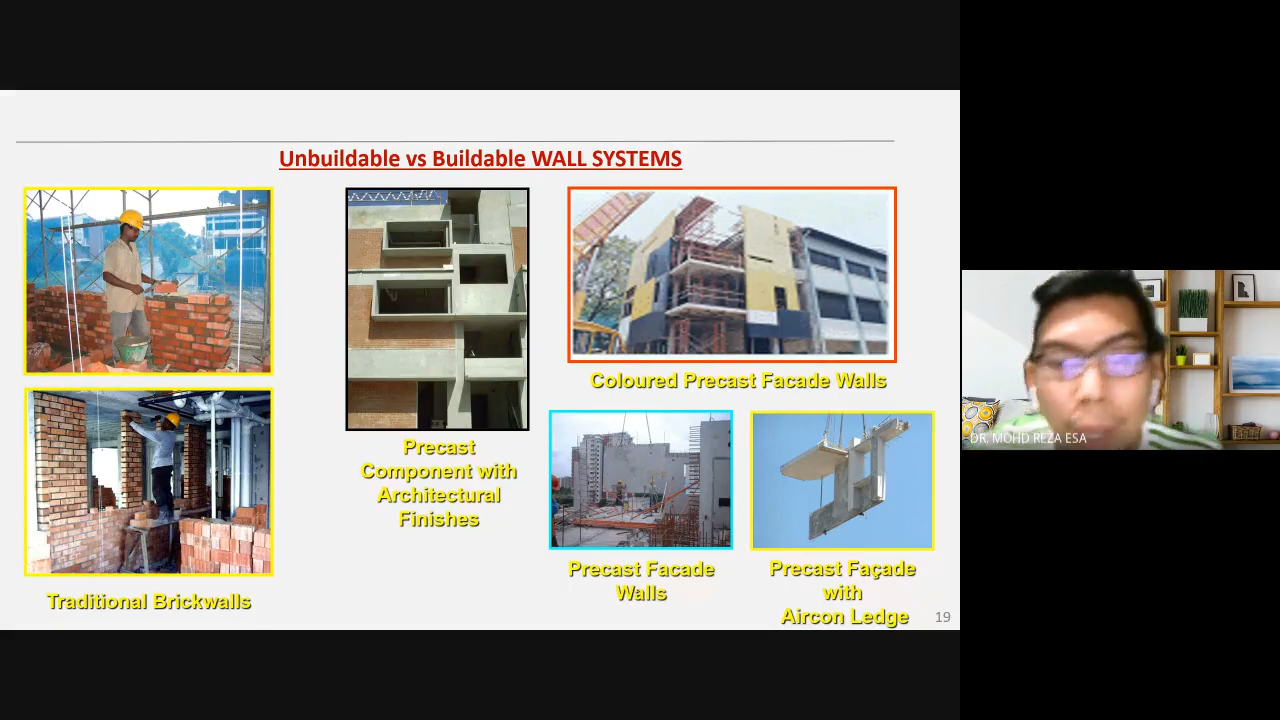 Unbuildable vs Buildable WALL SYSTEMS
Traditional Brickwalls
Precast
Component with
Architectural
Finishes
Coloured Precast Facade Walls
Precast Facade
Walls
Precast Façade
with
Aircon Ledge
19
DR. MOHD REZA ESA